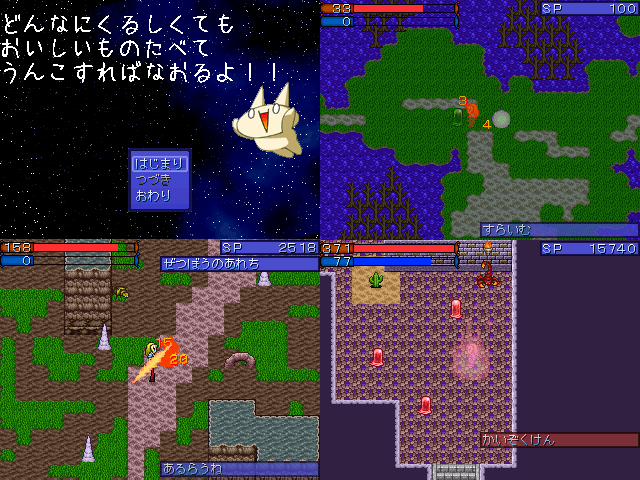 どんなにくるしくても
おいしいものたべて
うんこすればなおるよ！！
はじまり
つづき
おわり
33
SP 100
0
3
4
すらいむ
158
SP 2518
0
ぜつぼうのあれち
15
20
あるらうね
371
SP 15740
77
かいぞくけん